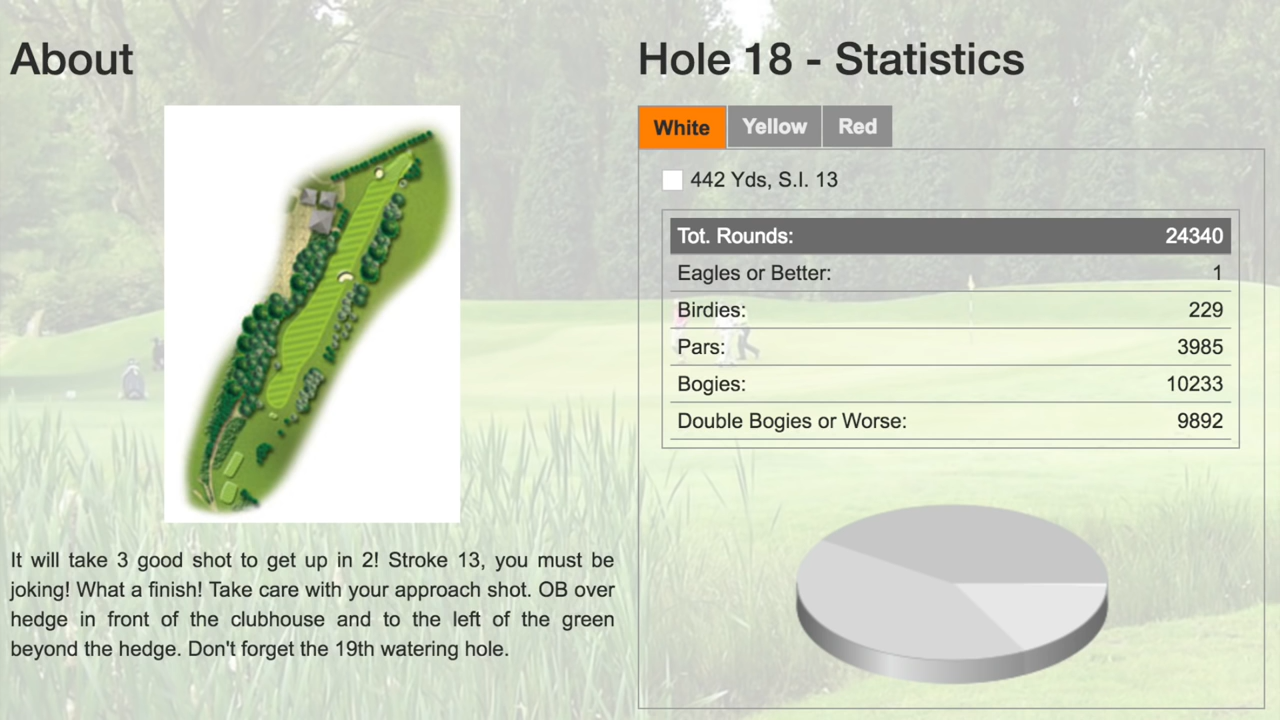 About
It will take 3 good shot to get up in 2! Stroke 13, you must be
joking! What a finish! Take care with your approach shot. OB over
hedge in front of the clubhouse and to the left of the green
beyond the hedge. Don't forget the 19th watering hole.
Hole 18 - Statistics
White Yellow Red
442 Yds, S.I. 13
Tot. Rounds: 24340
Eagles or Better: 1
Birdies: 229
Pars: 3985
Bogies: 10233
Double Bogies or Worse: 9892